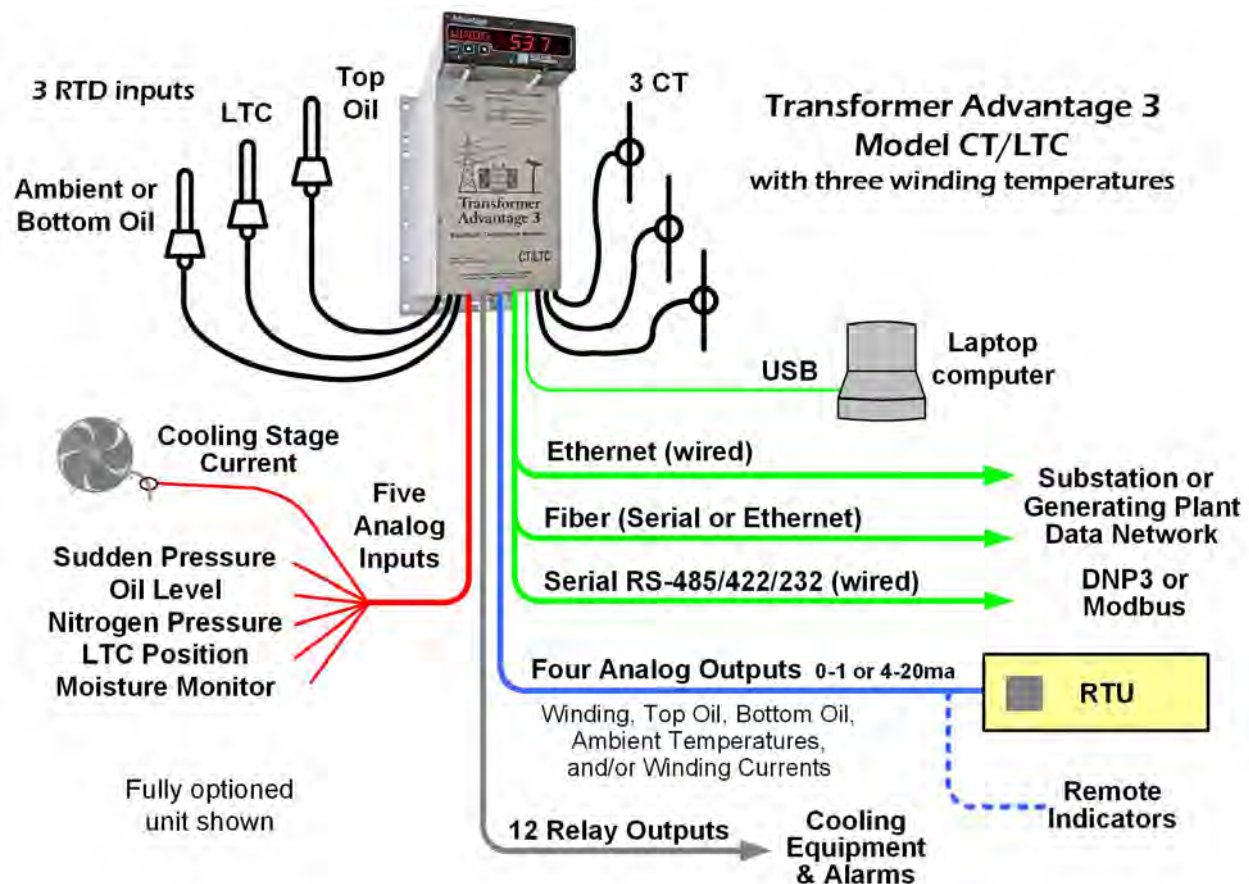 Advantage
WINDG 53.7
3 RTD inputs
Top
Oil
LTC
Ambient or
Bottom Oil
3 CT
Transformer Advantage 3
Model CT/LTC
with three winding temperatures
Transformer
Advantage 3
CT/LTC
USB
Laptop
computer
Cooling Stage
Current
Five
Analog
Inputs
Sudden Pressure
Oil Level
Nitrogen Pressure
LTC Position
Moisture Monitor
Ethernet (wired)
Fiber (Serial or Ethernet)
Serial RS-485/422/232 (wired)
Substation or
Generating Plant
Data Network
DNP3 or
Modbus
Four Analog Outputs 0-1 or 4-20ma
RTU
Winding, Top Oil, Bottom Oil,
Ambient Temperatures,
and/or Winding Currents
Remote
Indicators
Fully optioned
unit shown
12 Relay Outputs
Cooling
Equipment
& Alarms